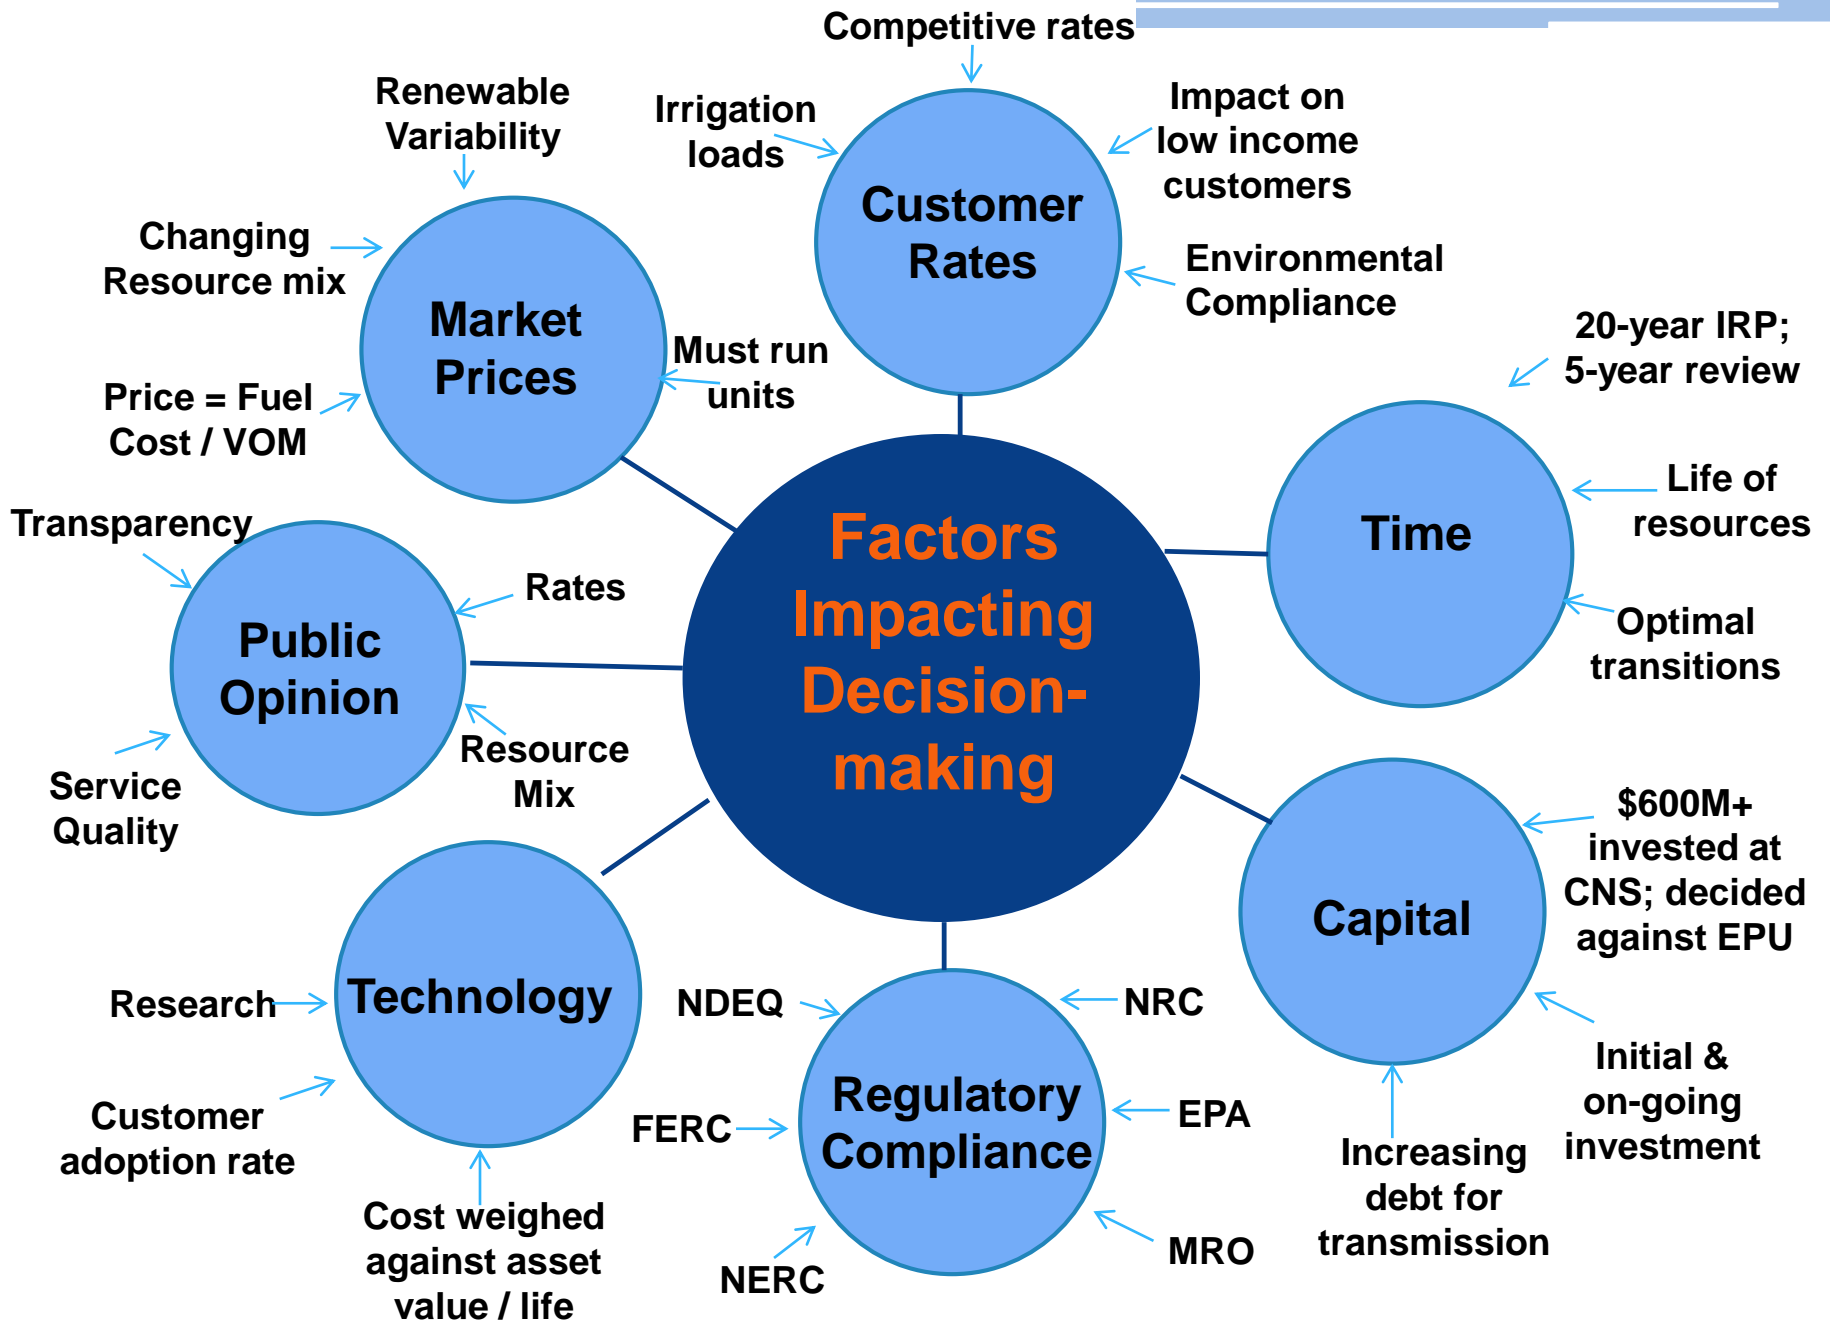 Competitive rates
Renewable
Variability
Irrigation
loads
Impact on
low income
customers
Customer
Rates
Changing
Resource mix
Environmental
Compliance
Market
Prices
Must run
units
Price = Fuel
Cost / VOM
20-year IRP;
5-year review
Life of
resources
Time
Optimal
transitions
Factors
Impacting
Decision-
making
Transparency
Rates
Public
Opinion
Resource
Mix
Service
Quality
$600M+
invested at
CNS; decided
against EPU
Capital
Initial &
on-going
investment
Increasing
debt for
transmission
Technology
Research
Customer
adoption rate
Cost weighed
against asset
value / life
NDEQ
NRC
Regulatory
Compliance
FERC
EPA
NERC
MRO